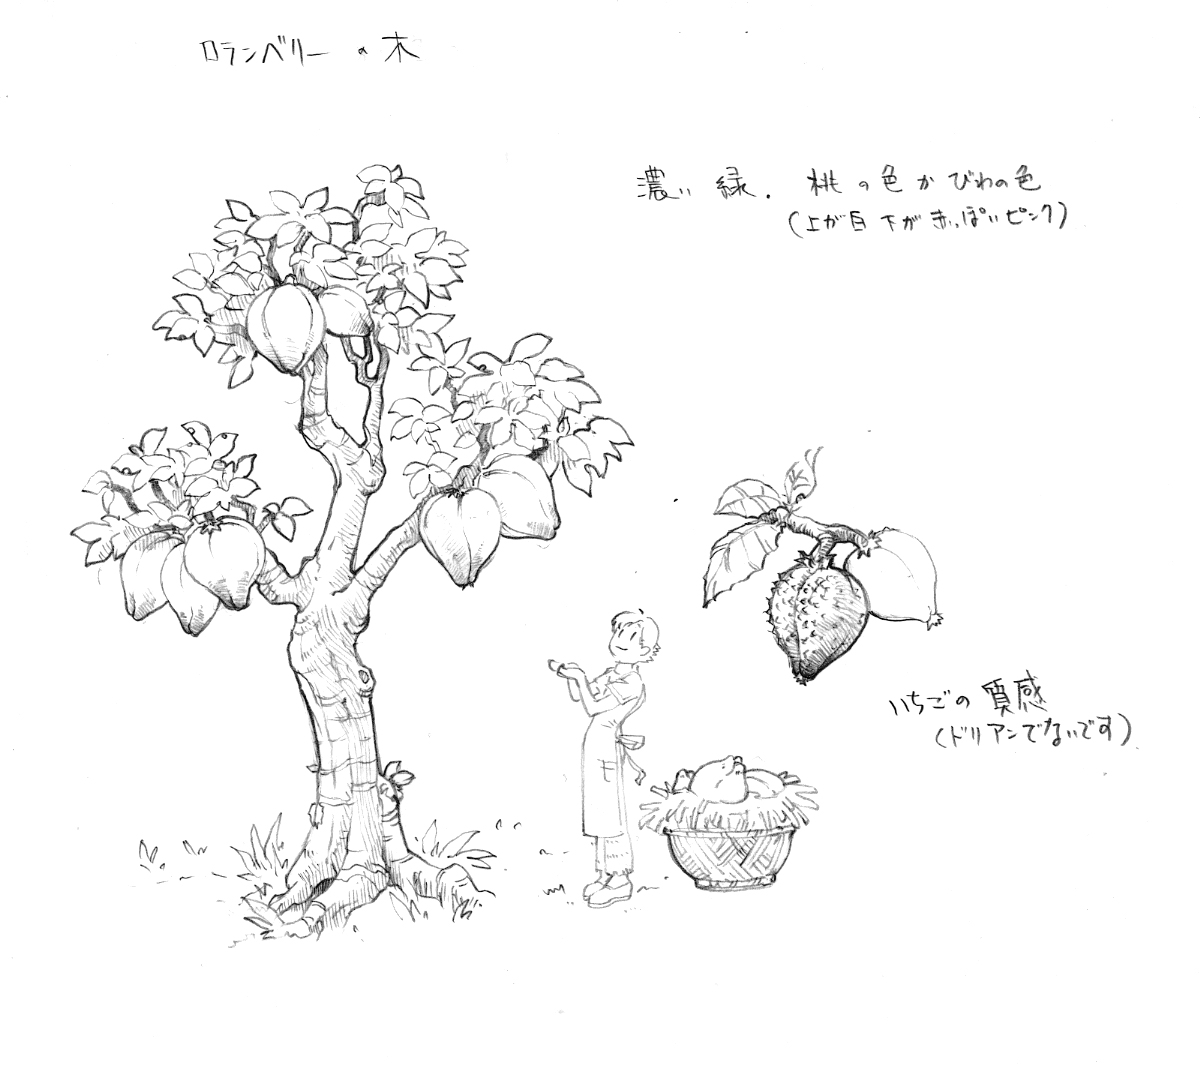 ロランベリーの木
濃い緑. 桃の色かびわの色
(上が白 下が赤っぽいピンク)
いちごの質感
(ドリアンでないです)